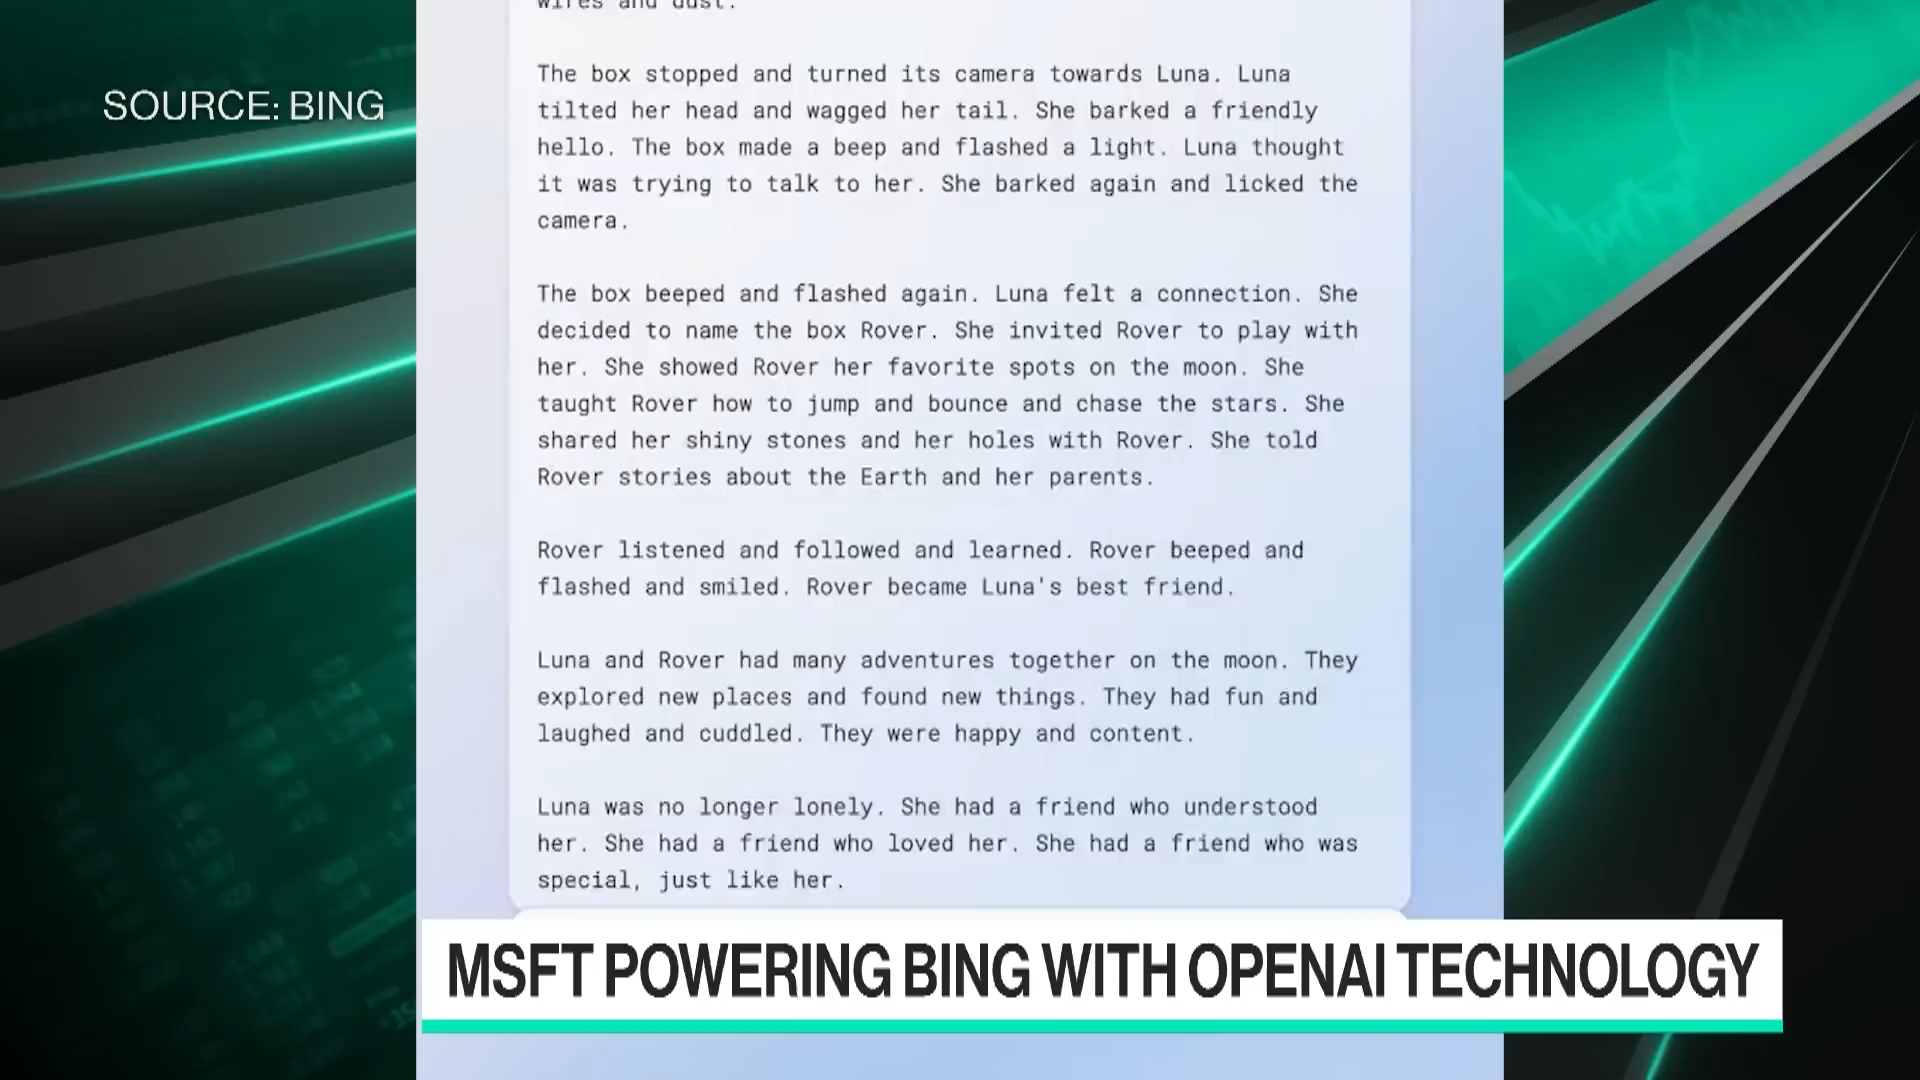 wires and dust.
SOURCE: BING
The box stopped and turned its camera towards Luna. Luna
tilted her head and wagged her tail. She barked a friendly
hello. The box made a beep and flashed a light. Luna thought
it was trying to talk to her. She barked again and licked the
camera.
The box beeped and flashed again. Luna felt a connection. She
decided to name the box Rover. She invited Rover to play with
her. She showed Rover her favorite spots on the moon. She
taught Rover how to jump and bounce and chase the stars. She
shared her shiny stones and her holes with Rover. She told
Rover stories about the Earth and her parents.
Rover listened and followed and learned. Rover beeped and
flashed and smiled. Rover became Luna's best friend.
Luna and Rover had many adventures together on the moon. They
explored new places and found new things. They had fun and
laughed and cuddled. They were happy and content.
Luna was no longer lonely. She had a friend who understood
her. She had a friend who loved her. She had a friend who was
special, just like her.
MSFT POWERING BING WITH OPENAI TECHNOLOGY